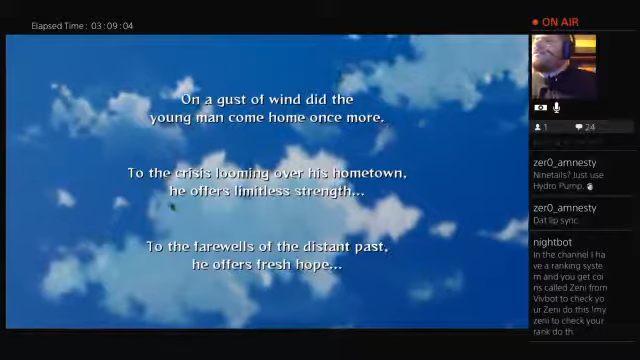 Elapsed Time : 03:09:04
ON AIR
On a gust of wind did the
young man come home once more.
To the crisis looming over his hometown,
he offers limitless strength...
To the farewells of the distant past,
he offers fresh hope...
1
24
zer0_amnesty
Ninetails? Just use
Hydro Pump.
zer0_amnesty
Dat lip sync.
nightbot
In the channel I ha
ve a ranking syste
m and you get coi
ns called Zeni from
Vivbot to check yo
ur Zeni do this !my
zeni to check your
rank do th